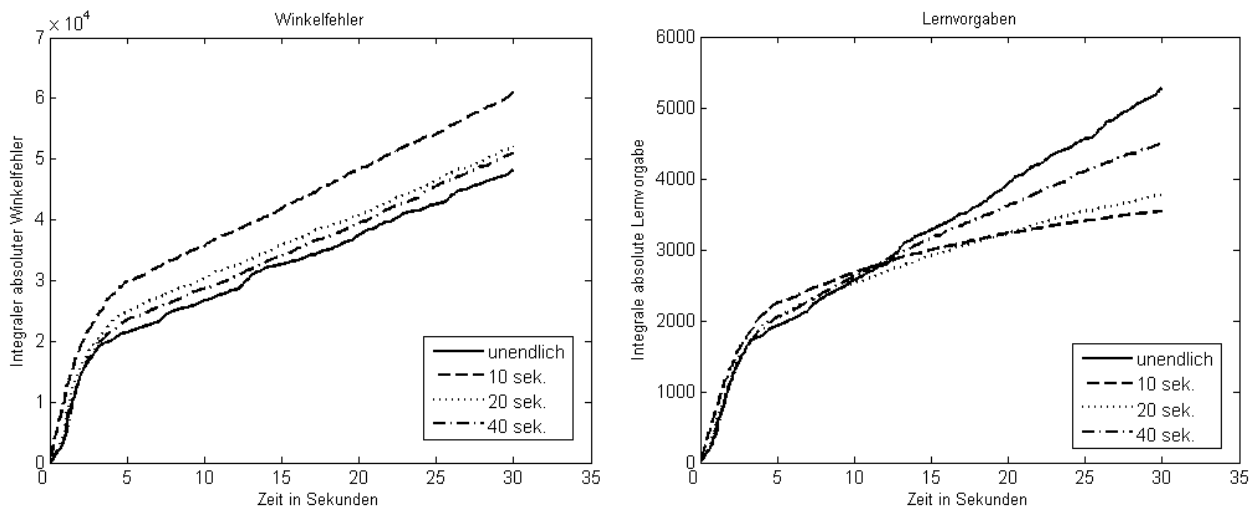 Winkelfehler
7 × 10⁴
6
5
4
3
2
1
0
Integraler absoluter Winkelfehler
0 5 10 15 20 25 30 35
Zeit in Sekunden
unendlich
10 sek.
20 sek.
40 sek.
Lernvorgaben
6000
5000
4000
3000
2000
1000
0
Integrale absolute Lernvorgabe
0 5 10 15 20 25 30 35
Zeit in Sekunden
unendlich
10 sek.
20 sek.
40 sek.